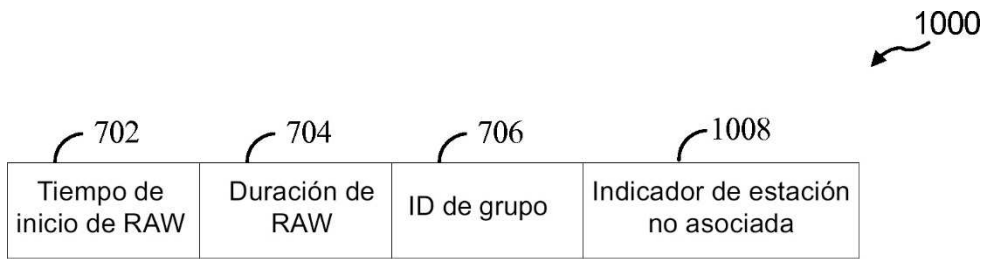 1000
702
704
706
1008
Tiempo de
inicio de RAW
Duración de
RAW
ID de grupo
Indicador de estación
no asociada